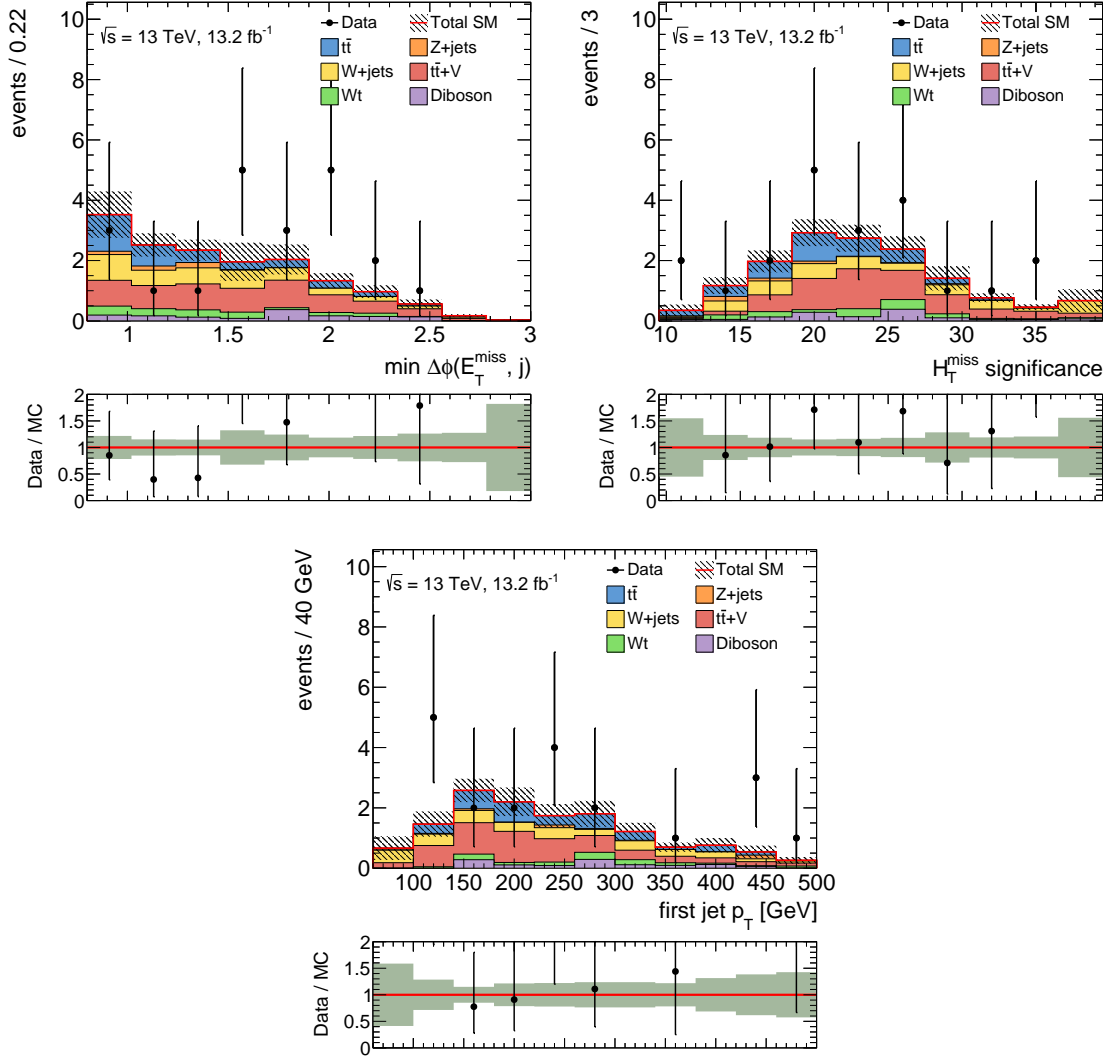 events / 0.22
10
8
6
4
2
0
√s = 13 TeV, 13.2 fb⁻¹
Data Total SM
tt̄ Z+jets
W+jets tt̄+V
Wt Diboson
1 1.5 2 2.5 3
min Δϕ(E_T^miss, j)
Data / MC
2
1.5
1
0.5
0
events / 3
10
8
6
4
2
0
√s = 13 TeV, 13.2 fb⁻¹
Data Total SM
tt̄ Z+jets
W+jets tt̄+V
Wt Diboson
10 15 20 25 30 35
H_T^miss significance
Data / MC
2
1.5
1
0.5
0
events / 40 GeV
10
8
6
4
2
0
√s = 13 TeV, 13.2 fb⁻¹
Data Total SM
tt̄ Z+jets
W+jets tt̄+V
Wt Diboson
100 150 200 250 300 350 400 450 500
first jet p_T [GeV]
Data / MC
2
1.5
1
0.5
0